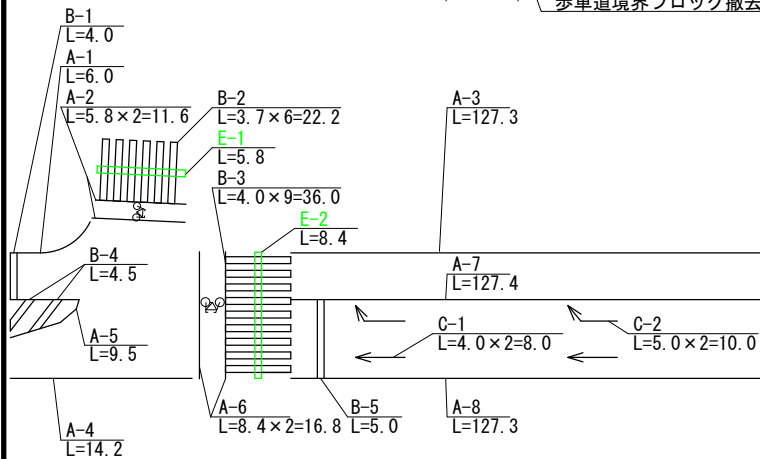 歩車道境界ブロック撤去
B-1
L=4.0
A-1
L=6.0
A-2
L=5.8×2=11.6
B-2
L=3.7×6=22.2
E-1
L=5.8
B-3
L=4.0×9=36.0
E-2
L=8.4
A-3
L=127.3
B-4
L=4.5
A-7
L=127.4
A-5
L=9.5
C-1
L=4.0×2=8.0
C-2
L=5.0×2=10.0
A-4
L=14.2
A-6
L=8.4×2=16.8
B-5
L=5.0
A-8
L=127.3